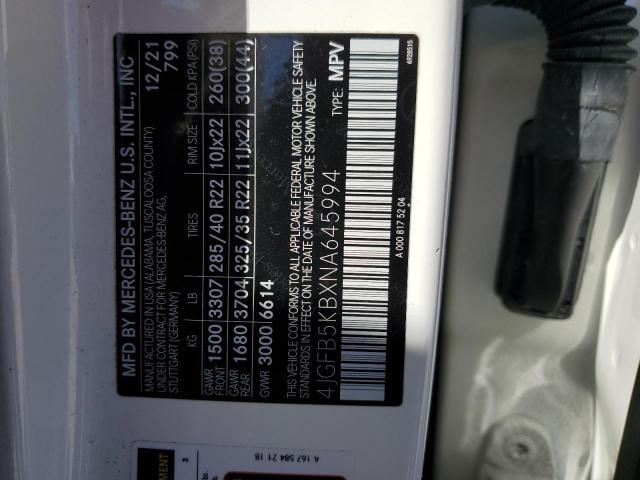 MFD BY MERCEDES-BENZ U.S. INTL., INC
MANUFACTURED IN USA (ALABAMA, TUSCALOOSA COUNTY)
UNDER CONTRACT FOR MERCEDES-BENZ AG,
STUTTGART (GERMANY)
12/21
799
KG LB TIRES RIM SIZE COLD KPA (PSI)
GAWR FRONT 1500 3307 285/40 R22 10Jx22 260(38)
GAWR REAR 1680 3704 325/35 R22 11Jx22 300(44)
GVWR 3000 6614
THIS VEHICLE CONFORMS TO ALL APPLICABLE FEDERAL MOTOR VEHICLE SAFETY
STANDARDS IN EFFECT ON THE DATE OF MANUFACTURE SHOWN ABOVE.
4JGFB5KBXNA645994 TYPE: MPV
A 000 817 52 04
6928515
3
A 167 584 21 18